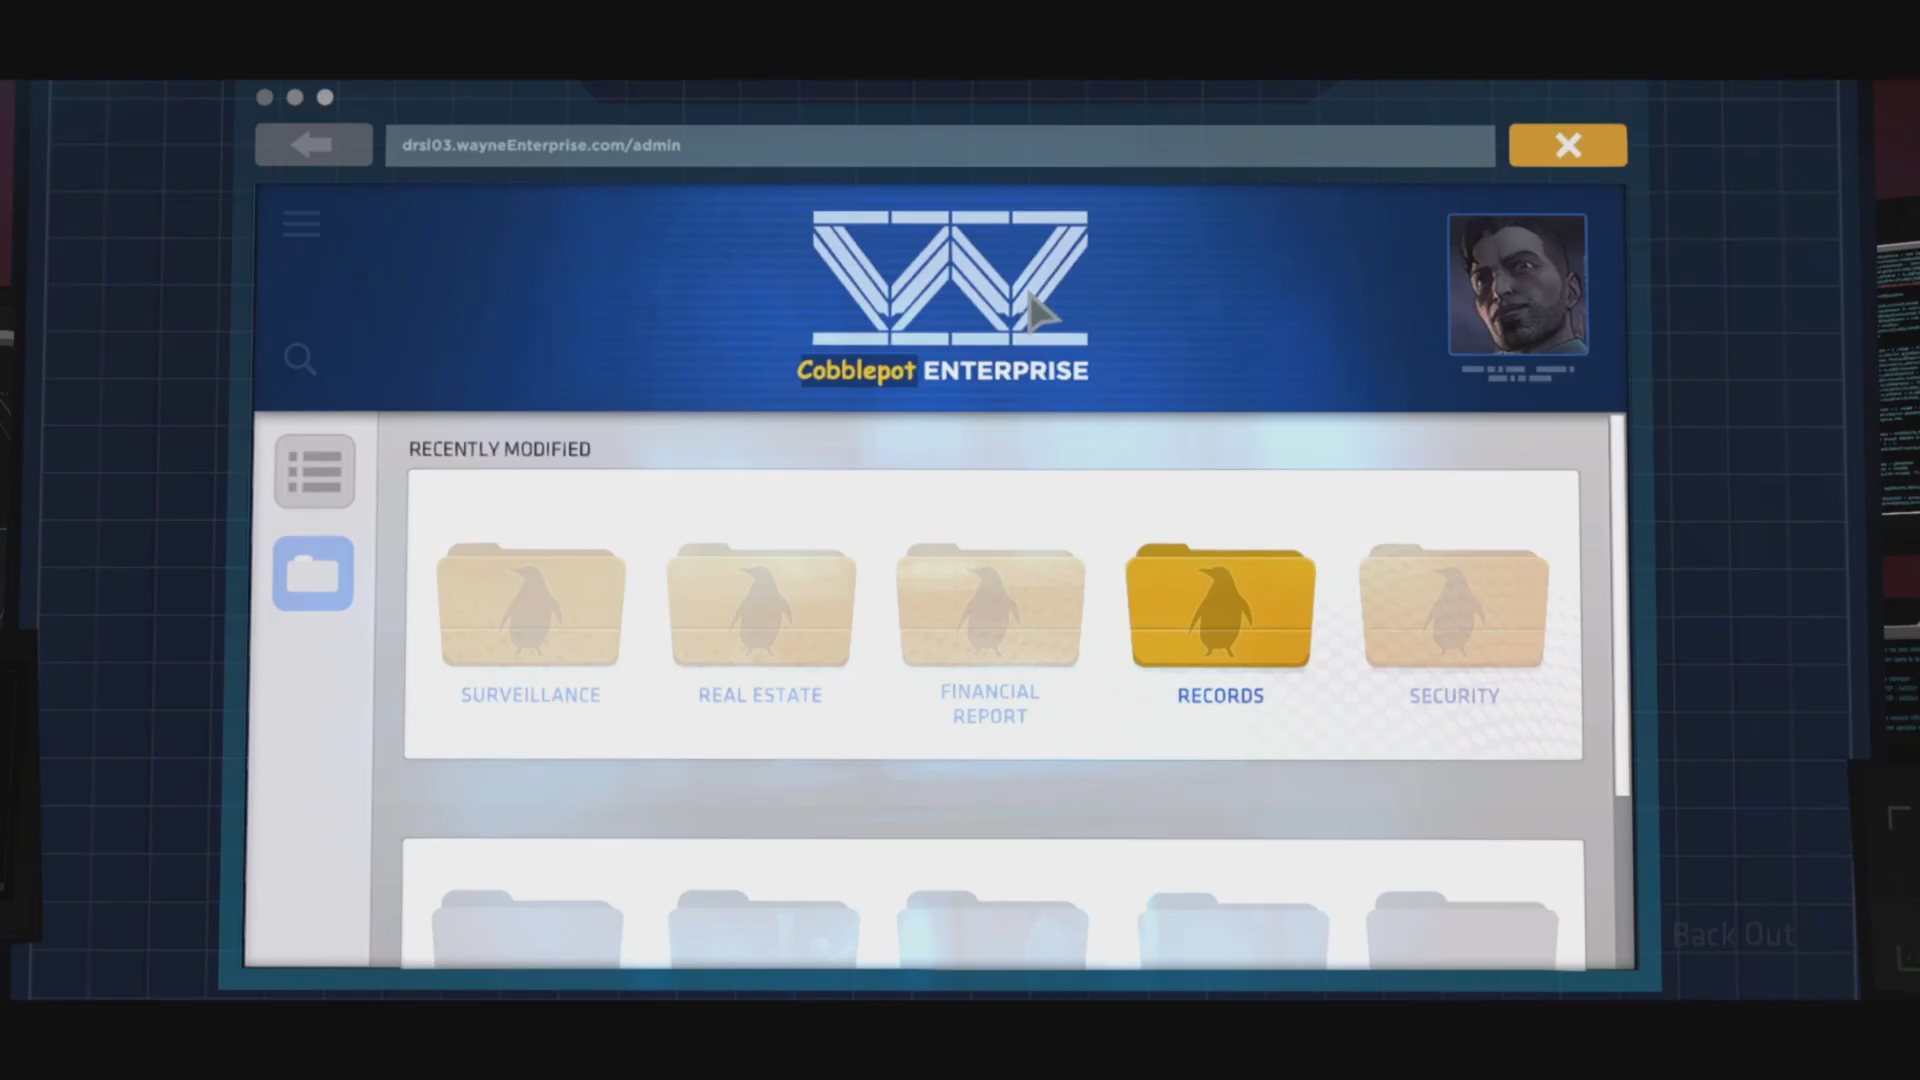 drsl03.wayneEnterprise.com/admin
Cobblepot ENTERPRISE
RECENTLY MODIFIED
SURVEILLANCE
REAL ESTATE
FINANCIAL
REPORT
RECORDS
SECURITY
Back Out